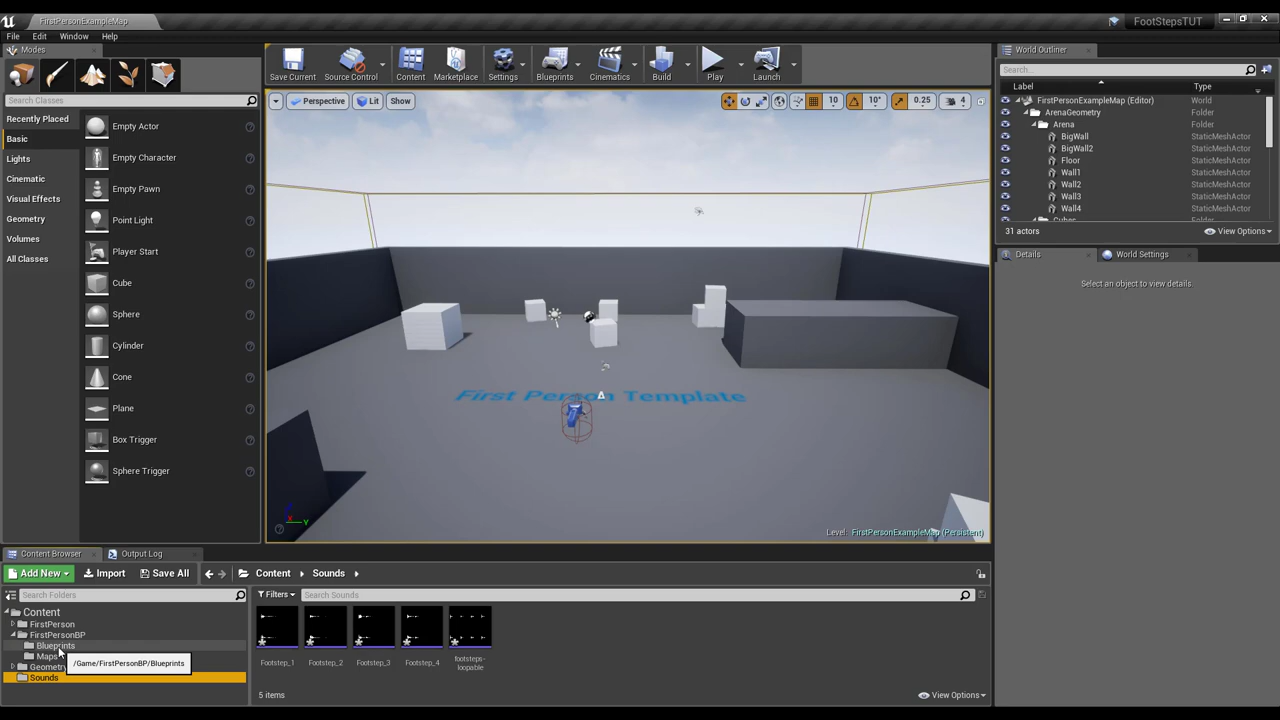 FirstPersonExampleMap
FootStepsTUT
File Edit Window Help
Modes
World Outliner
Save Current Source Control Content Marketplace Settings Blueprints Cinematics Build Play Launch
Search Classes
Search...
Label Type
Perspective Lit Show 10 10° 0.25 4
Recently Placed
Basic
Lights
Cinematic
Visual Effects
Geometry
Volumes
All Classes
Empty Actor
Empty Character
Empty Pawn
Point Light
Player Start
Cube
Sphere
Cylinder
Cone
Plane
Box Trigger
Sphere Trigger
FirstPersonExampleMap (Editor) World
ArenaGeometry Folder
Arena Folder
BigWall StaticMeshActor
BigWall2 StaticMeshActor
Floor StaticMeshActor
Wall1 StaticMeshActor
Wall2 StaticMeshActor
Wall3 StaticMeshActor
Wall4 StaticMeshActor
Cubes Folder
31 actors View Options
Details World Settings
Select an object to view details.
First Person Template
X Y
Level: FirstPersonExampleMap (Persistent)
Content Browser Output Log
Add New Import Save All Content Sounds
Search Folders
Filters Search Sounds
Content
FirstPerson
FirstPersonBP
Blueprints
Maps
Geometry
Sounds
/Game/FirstPersonBP/Blueprints
Footstep_1 Footstep_2 Footstep_3 Footstep_4 footsteps-
loopable
5 items View Options